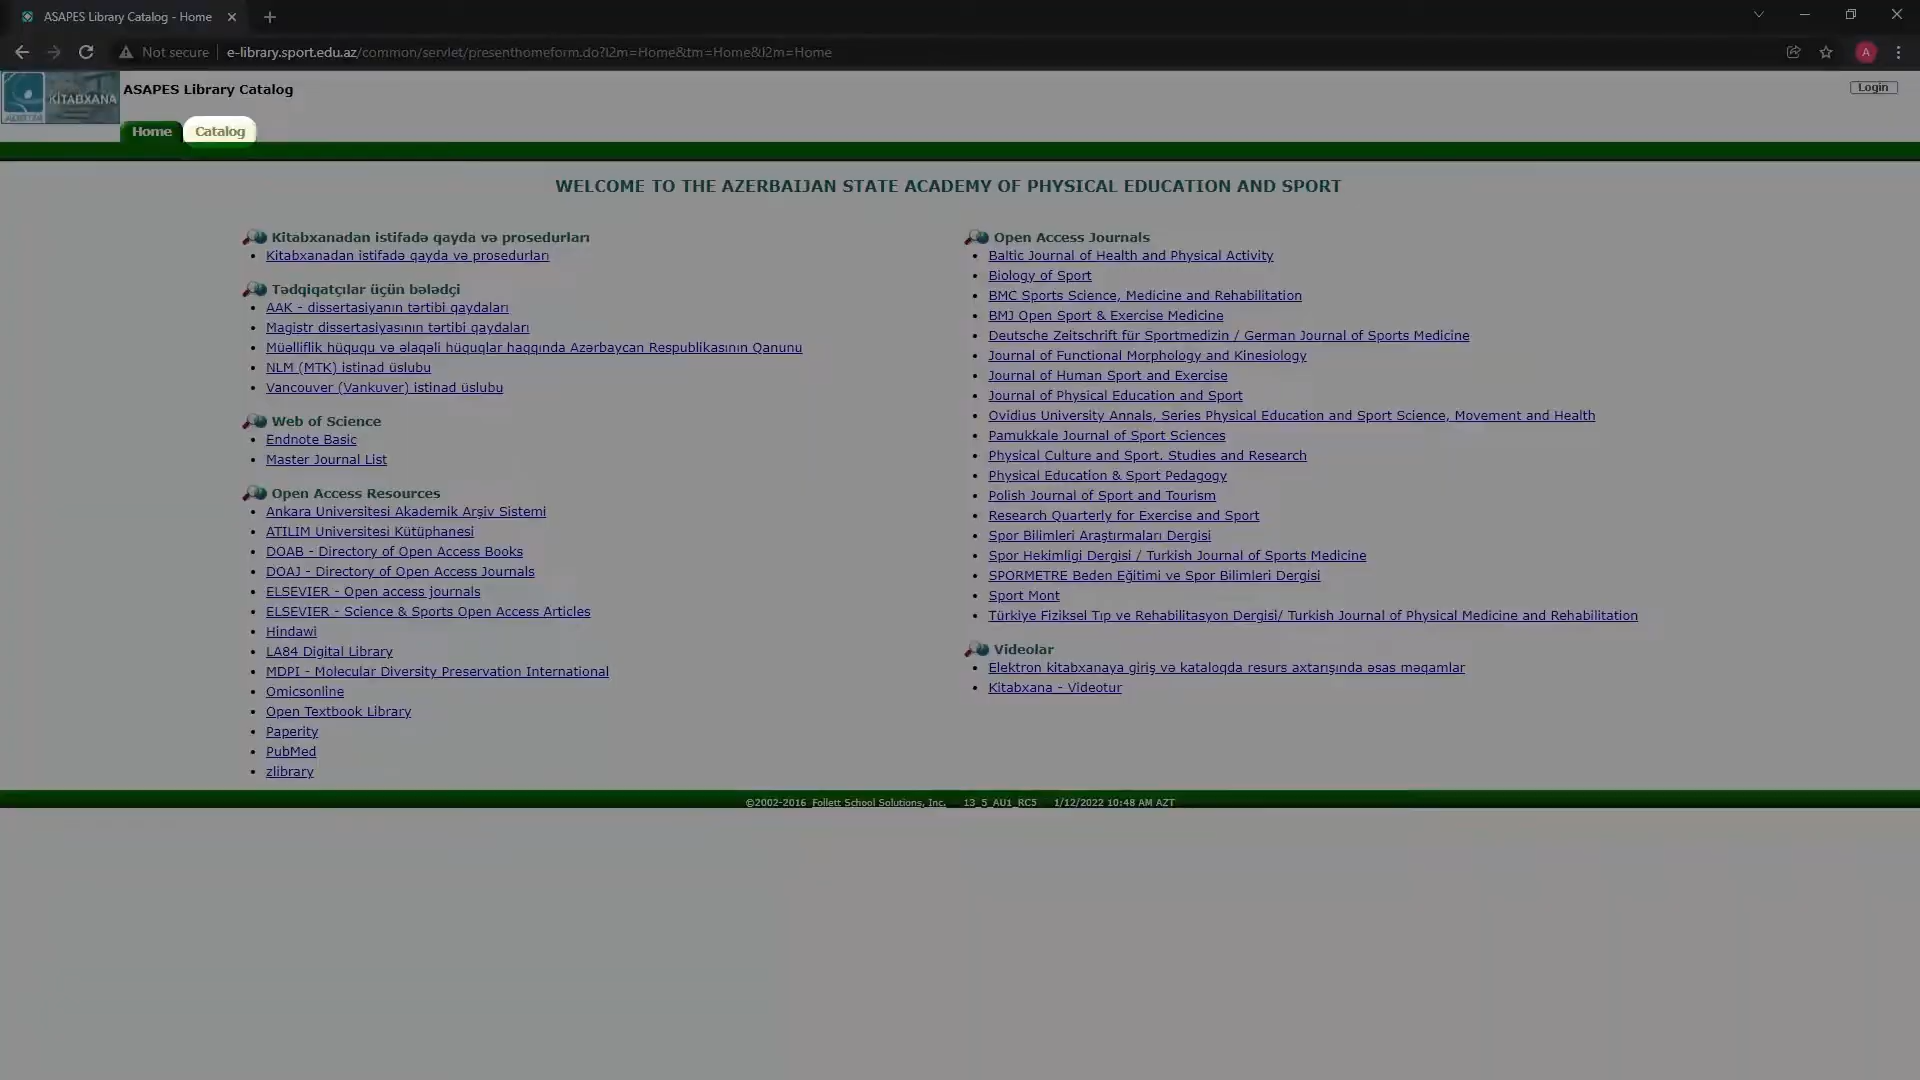 ASAPES Library Catalog - Home
Not secure
e-library.sport.edu.az/common/servlet/presenthomeform.do?l2m=Home&tm=Home&l2m=Home
A
KİTABXANA
ASAPES Library Catalog
Login
Home
Catalog
WELCOME TO THE AZERBAIJAN STATE ACADEMY OF PHYSICAL EDUCATION AND SPORT
Kitabxanadan istifadə qayda və prosedurları
Kitabxanadan istifadə qayda və prosedurları
Tədqiqatçılar üçün bələdçi
AAK - dissertasiyanın tərtibi qaydaları
Magistr dissertasiyasının tərtibi qaydaları
Müəlliflik hüququ və əlaqəli hüquqlar haqqında Azərbaycan Respublikasının Qanunu
NLM (MTK) istinad üslubu
Vancouver (Vankuver) istinad üslubu
Web of Science
Endnote Basic
Master Journal List
Open Access Resources
Ankara Universitesi Akademik Arşiv Sistemi
ATILIM Universitesi Kütüphanesi
DOAB - Directory of Open Access Books
DOAJ - Directory of Open Access Journals
ELSEVIER - Open access journals
ELSEVIER - Science & Sports Open Access Articles
Hindawi
LA84 Digital Library
MDPI - Molecular Diversity Preservation International
Omicsonline
Open Textbook Library
Paperity
PubMed
zlibrary
Open Access Journals
Baltic Journal of Health and Physical Activity
Biology of Sport
BMC Sports Science, Medicine and Rehabilitation
BMJ Open Sport & Exercise Medicine
Deutsche Zeitschrift für Sportmedizin / German Journal of Sports Medicine
Journal of Functional Morphology and Kinesiology
Journal of Human Sport and Exercise
Journal of Physical Education and Sport
Ovidius University Annals, Series Physical Education and Sport Science, Movement and Health
Pamukkale Journal of Sport Sciences
Physical Culture and Sport. Studies and Research
Physical Education & Sport Pedagogy
Polish Journal of Sport and Tourism
Research Quarterly for Exercise and Sport
Spor Bilimleri Araştırmaları Dergisi
Spor Hekimligi Dergisi / Turkish Journal of Sports Medicine
SPORMETRE Beden Eğitimi ve Spor Bilimleri Dergisi
Sport Mont
Türkiye Fiziksel Tıp ve Rehabilitasyon Dergisi/ Turkish Journal of Physical Medicine and Rehabilitation
Videolar
Elektron kitabxanaya giriş və kataloqda resurs axtarışında əsas məqamlar
Kitabxana - Videotur
©2002-2016 Follett School Solutions, Inc. 13_5_AU1_RC5 1/12/2022 10:48 AM AZT